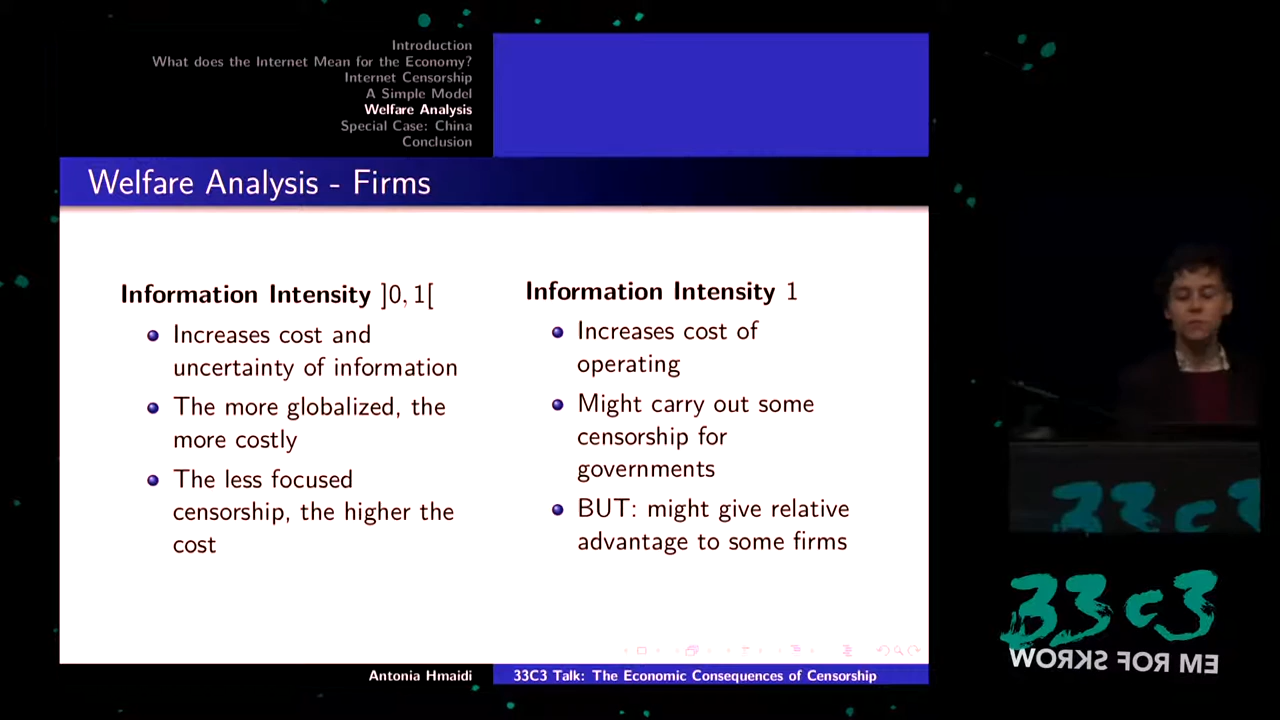 Introduction
What does the Internet Mean for the Economy?
Internet Censorship
A Simple Model
Welfare Analysis
Special Case: China
Conclusion
Welfare Analysis - Firms
Information Intensity ]0, 1[
Increases cost and
uncertainty of information
The more globalized, the
more costly
The less focused
censorship, the higher the
cost
Information Intensity 1
Increases cost of
operating
Might carry out some
censorship for
governments
BUT: might give relative
advantage to some firms
Antonia Hmaidi
33C3 Talk: The Economic Consequences of Censorship
33c3
33c3
WORKS FOR ME